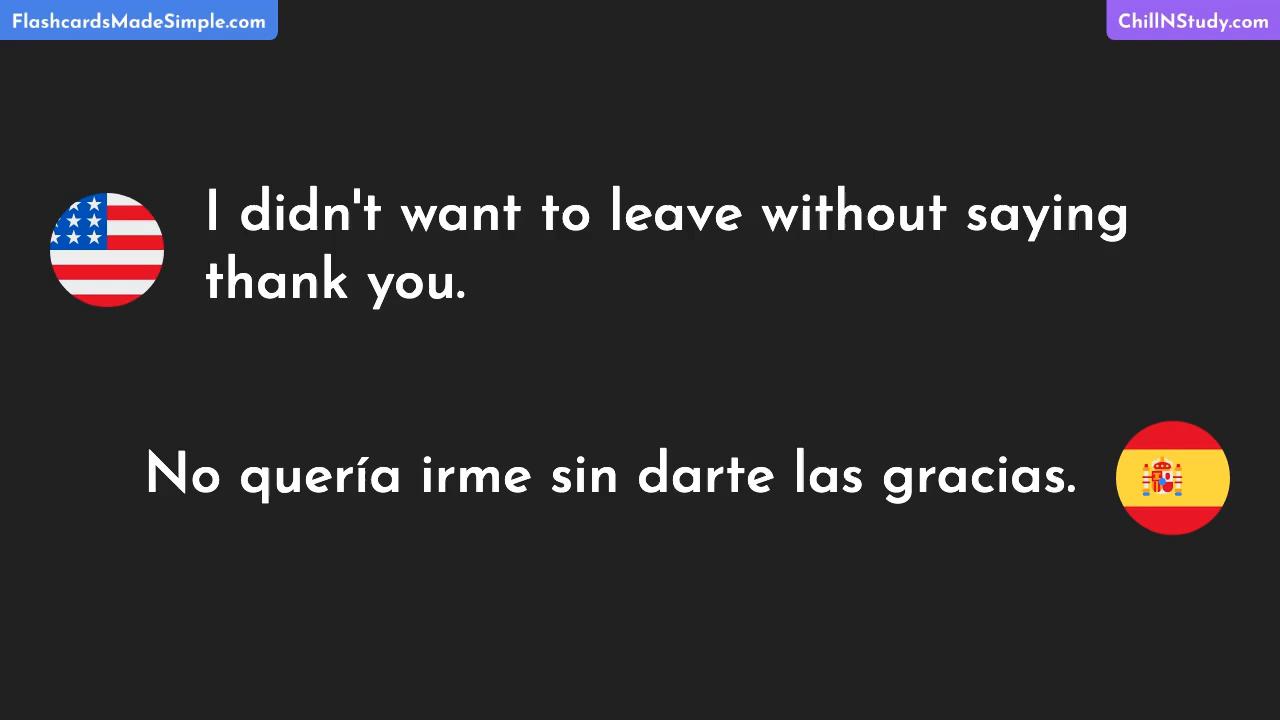 FlashcardsMadeSimple.com
ChillNStudy.com
I didn't want to leave without saying
thank you.
No quería irme sin darte las gracias.